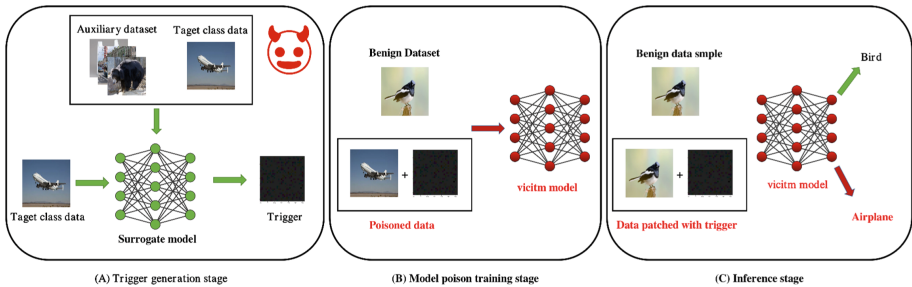 Auxiliary dataset
Taget class data
Taget class data
Surrogate model
Trigger
(A) Trigger generation stage
Benign Dataset
+
Poisoned data
vicitm model
(B) Model poison training stage
Benign data smple
+
Data patched with trigger
vicitm model
Bird
Airplane
(C) Inference stage